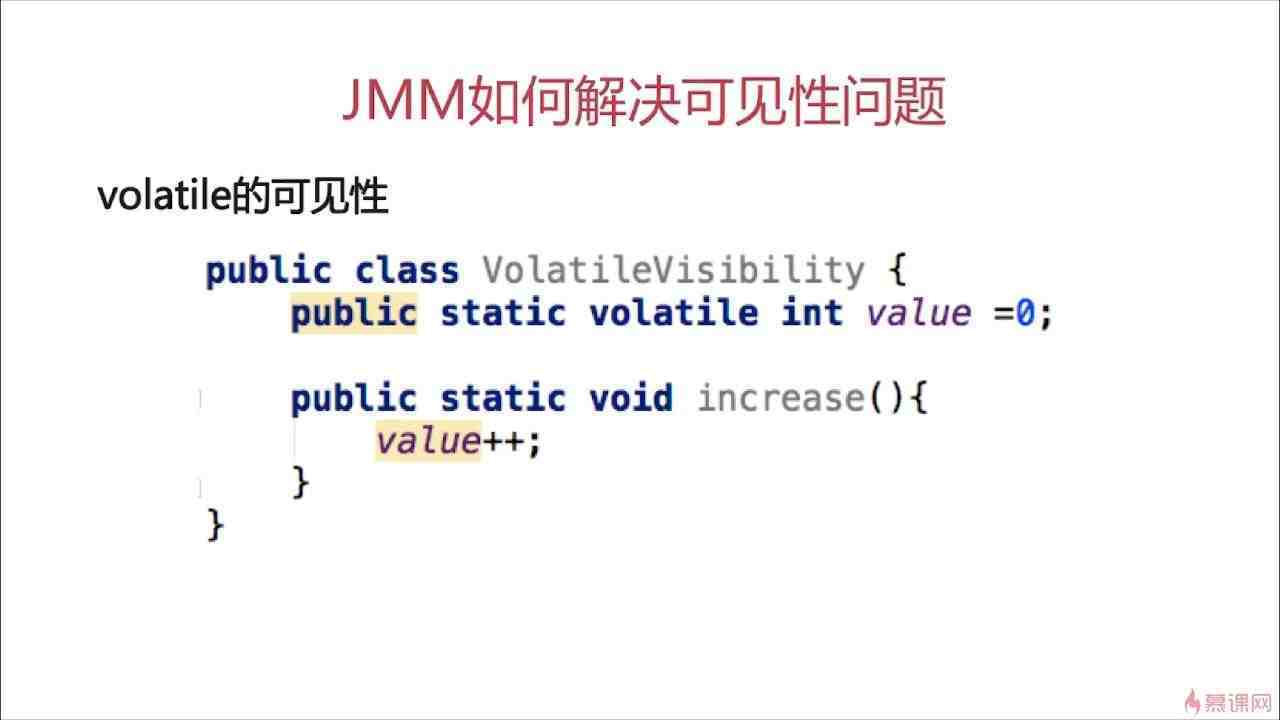 JMM如何解决可见性问题
volatile的可见性
public class VolatileVisibility {
public static volatile int value =0;
public static void increase(){
value++;
}
}
慕课网